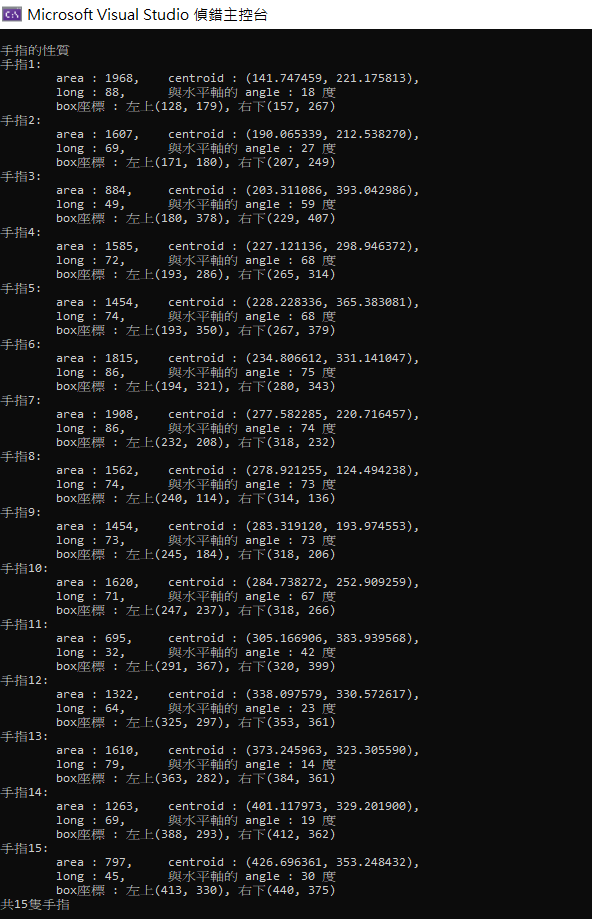 Microsoft Visual Studio 偵錯主控台
手指的性質
手指1:
area : 1968,    centroid : (141.747459, 221.175813),
long : 88,      與水平軸的 angle : 18 度
box座標 : 左上(128, 179), 右下(157, 267)
手指2:
area : 1607,    centroid : (190.065339, 212.538270),
long : 69,      與水平軸的 angle : 27 度
box座標 : 左上(171, 180), 右下(207, 249)
手指3:
area : 884,     centroid : (203.311086, 393.042986),
long : 49,      與水平軸的 angle : 59 度
box座標 : 左上(180, 378), 右下(229, 407)
手指4:
area : 1585,    centroid : (227.121136, 298.946372),
long : 72,      與水平軸的 angle : 68 度
box座標 : 左上(193, 286), 右下(265, 314)
手指5:
area : 1454,    centroid : (228.228336, 365.383081),
long : 74,      與水平軸的 angle : 68 度
box座標 : 左上(193, 350), 右下(267, 379)
手指6:
area : 1815,    centroid : (234.806612, 331.141047),
long : 86,      與水平軸的 angle : 75 度
box座標 : 左上(194, 321), 右下(280, 343)
手指7:
area : 1908,    centroid : (277.582285, 220.716457),
long : 86,      與水平軸的 angle : 74 度
box座標 : 左上(232, 208), 右下(318, 232)
手指8:
area : 1562,    centroid : (278.921255, 124.494238),
long : 74,      與水平軸的 angle : 73 度
box座標 : 左上(240, 114), 右下(314, 136)
手指9:
area : 1454,    centroid : (283.319120, 193.974553),
long : 73,      與水平軸的 angle : 73 度
box座標 : 左上(245, 184), 右下(318, 206)
手指10:
area : 1620,    centroid : (284.738272, 252.909259),
long : 71,      與水平軸的 angle : 67 度
box座標 : 左上(247, 237), 右下(318, 266)
手指11:
area : 695,     centroid : (305.166906, 383.939568),
long : 32,      與水平軸的 angle : 42 度
box座標 : 左上(291, 367), 右下(320, 399)
手指12:
area : 1322,    centroid : (338.097579, 330.572617),
long : 64,      與水平軸的 angle : 23 度
box座標 : 左上(325, 297), 右下(353, 361)
手指13:
area : 1610,    centroid : (373.245963, 323.305590),
long : 79,      與水平軸的 angle : 14 度
box座標 : 左上(363, 282), 右下(384, 361)
手指14:
area : 1263,    centroid : (401.117973, 329.201900),
long : 69,      與水平軸的 angle : 19 度
box座標 : 左上(388, 293), 右下(412, 362)
手指15:
area : 797,     centroid : (426.696361, 353.248432),
long : 45,      與水平軸的 angle : 30 度
box座標 : 左上(413, 330), 右下(440, 375)
共15隻手指